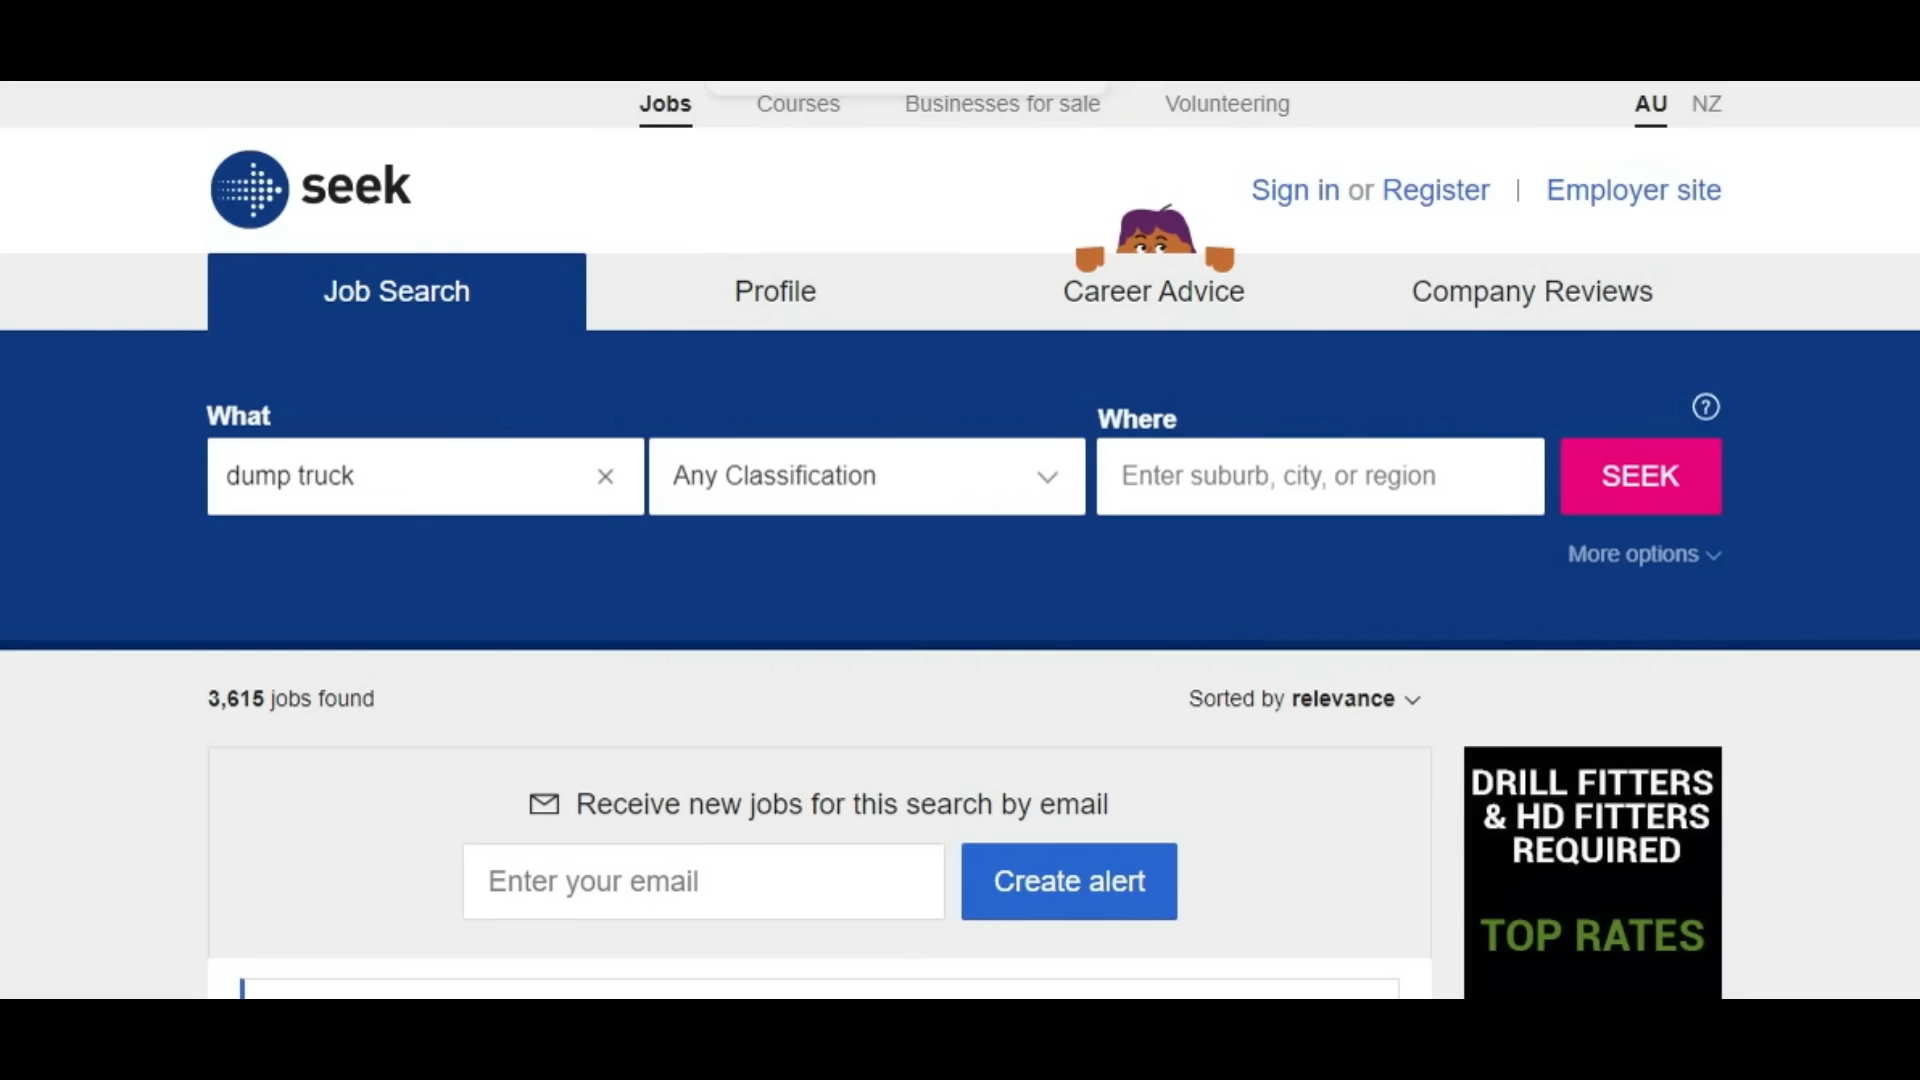 Jobs Courses Businesses for sale Volunteering AU NZ
seek
Sign in or Register | Employer site
Job Search Profile Career Advice Company Reviews
What Where ?
dump truck × Any Classification Enter suburb, city, or region SEEK
More options
3,615 jobs found Sorted by relevance
Receive new jobs for this search by email
Enter your email Create alert
DRILL FITTERS
& HD FITTERS
REQUIRED
TOP RATES